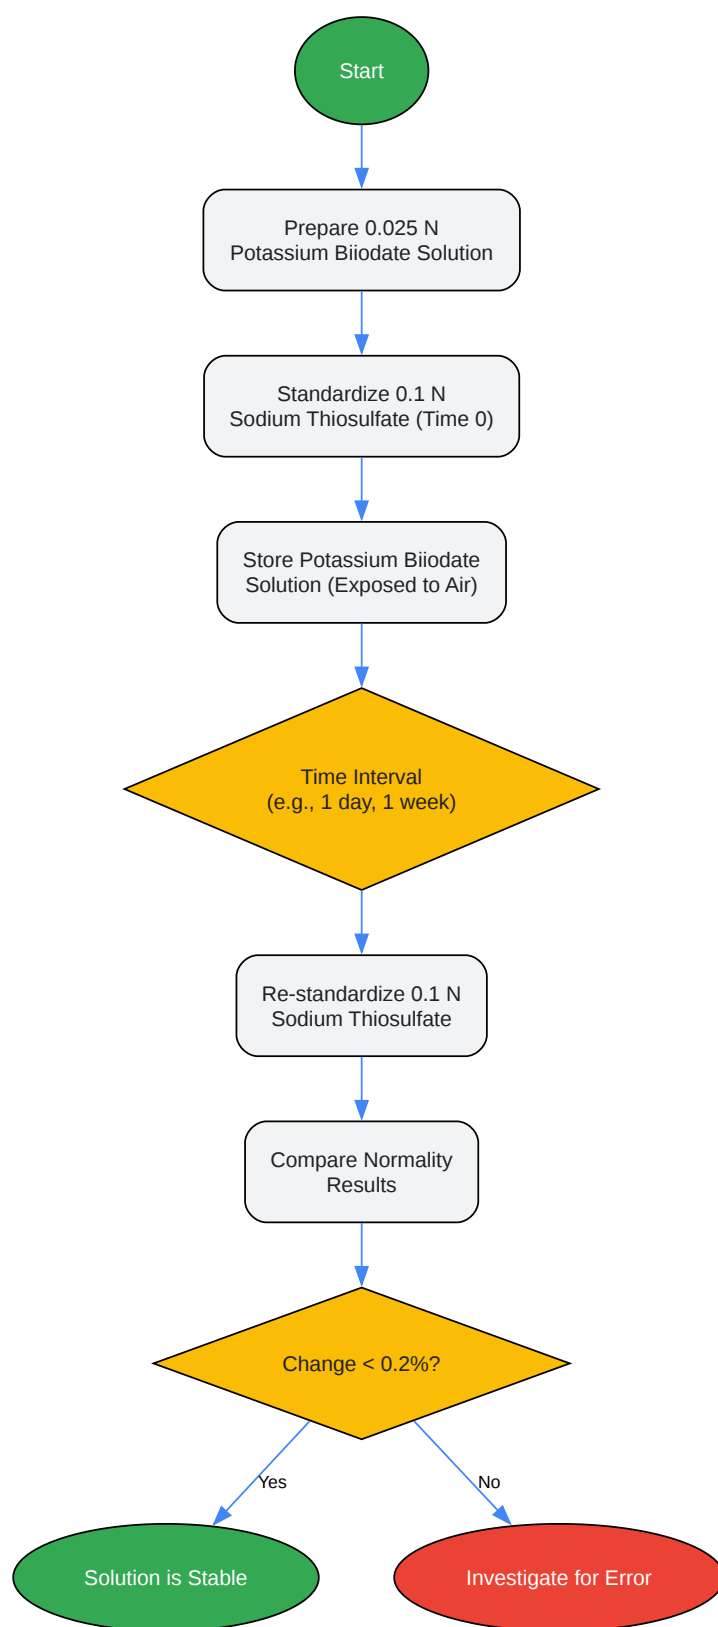 Start
Prepare 0.025 N
Potassium Biiodate Solution
Standardize 0.1 N
Sodium Thiosulfate (Time 0)
Store Potassium Biiodate
Solution (Exposed to Air)
Time Interval
(e.g., 1 day, 1 week)
Re-standardize 0.1 N
Sodium Thiosulfate
Compare Normality
Results
Change < 0.2%?
Yes
No
Solution is Stable
Investigate for Error